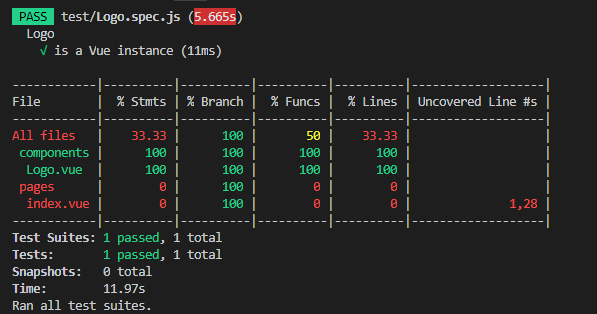 PASS test/Logo.spec.js (5.665s)
Logo
√ is a Vue instance (11ms)
-------------|----------|----------|----------|----------|-------------------|
File         |  % Stmts | % Branch |  % Funcs |  % Lines | Uncovered Line #s |
-------------|----------|----------|----------|----------|-------------------|
All files    |    33.33 |      100 |       50 |    33.33 |                   |
 components  |      100 |      100 |      100 |      100 |                   |
  Logo.vue   |      100 |      100 |      100 |      100 |                   |
 pages       |        0 |      100 |        0 |        0 |                   |
  index.vue  |        0 |      100 |        0 |        0 |              1,28 |
-------------|----------|----------|----------|----------|-------------------|
Test Suites: 1 passed, 1 total
Tests:       1 passed, 1 total
Snapshots:   0 total
Time:        11.97s
Ran all test suites.